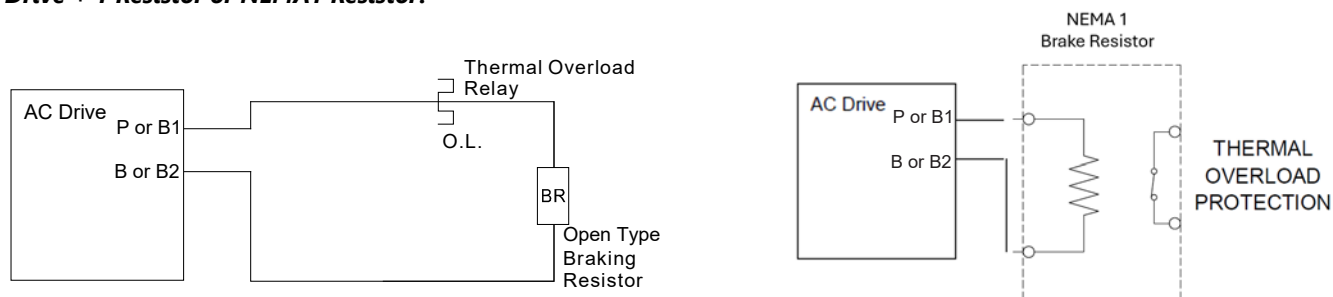 Drive + 1 Resistor or NEMA1 Resistor:
AC Drive
P or B1
B or B2
Thermal Overload
Relay
O.L.
BR
Open Type
Braking
Resistor
NEMA 1
Brake Resistor
AC Drive
P or B1
B or B2
THERMAL
OVERLOAD
PROTECTION